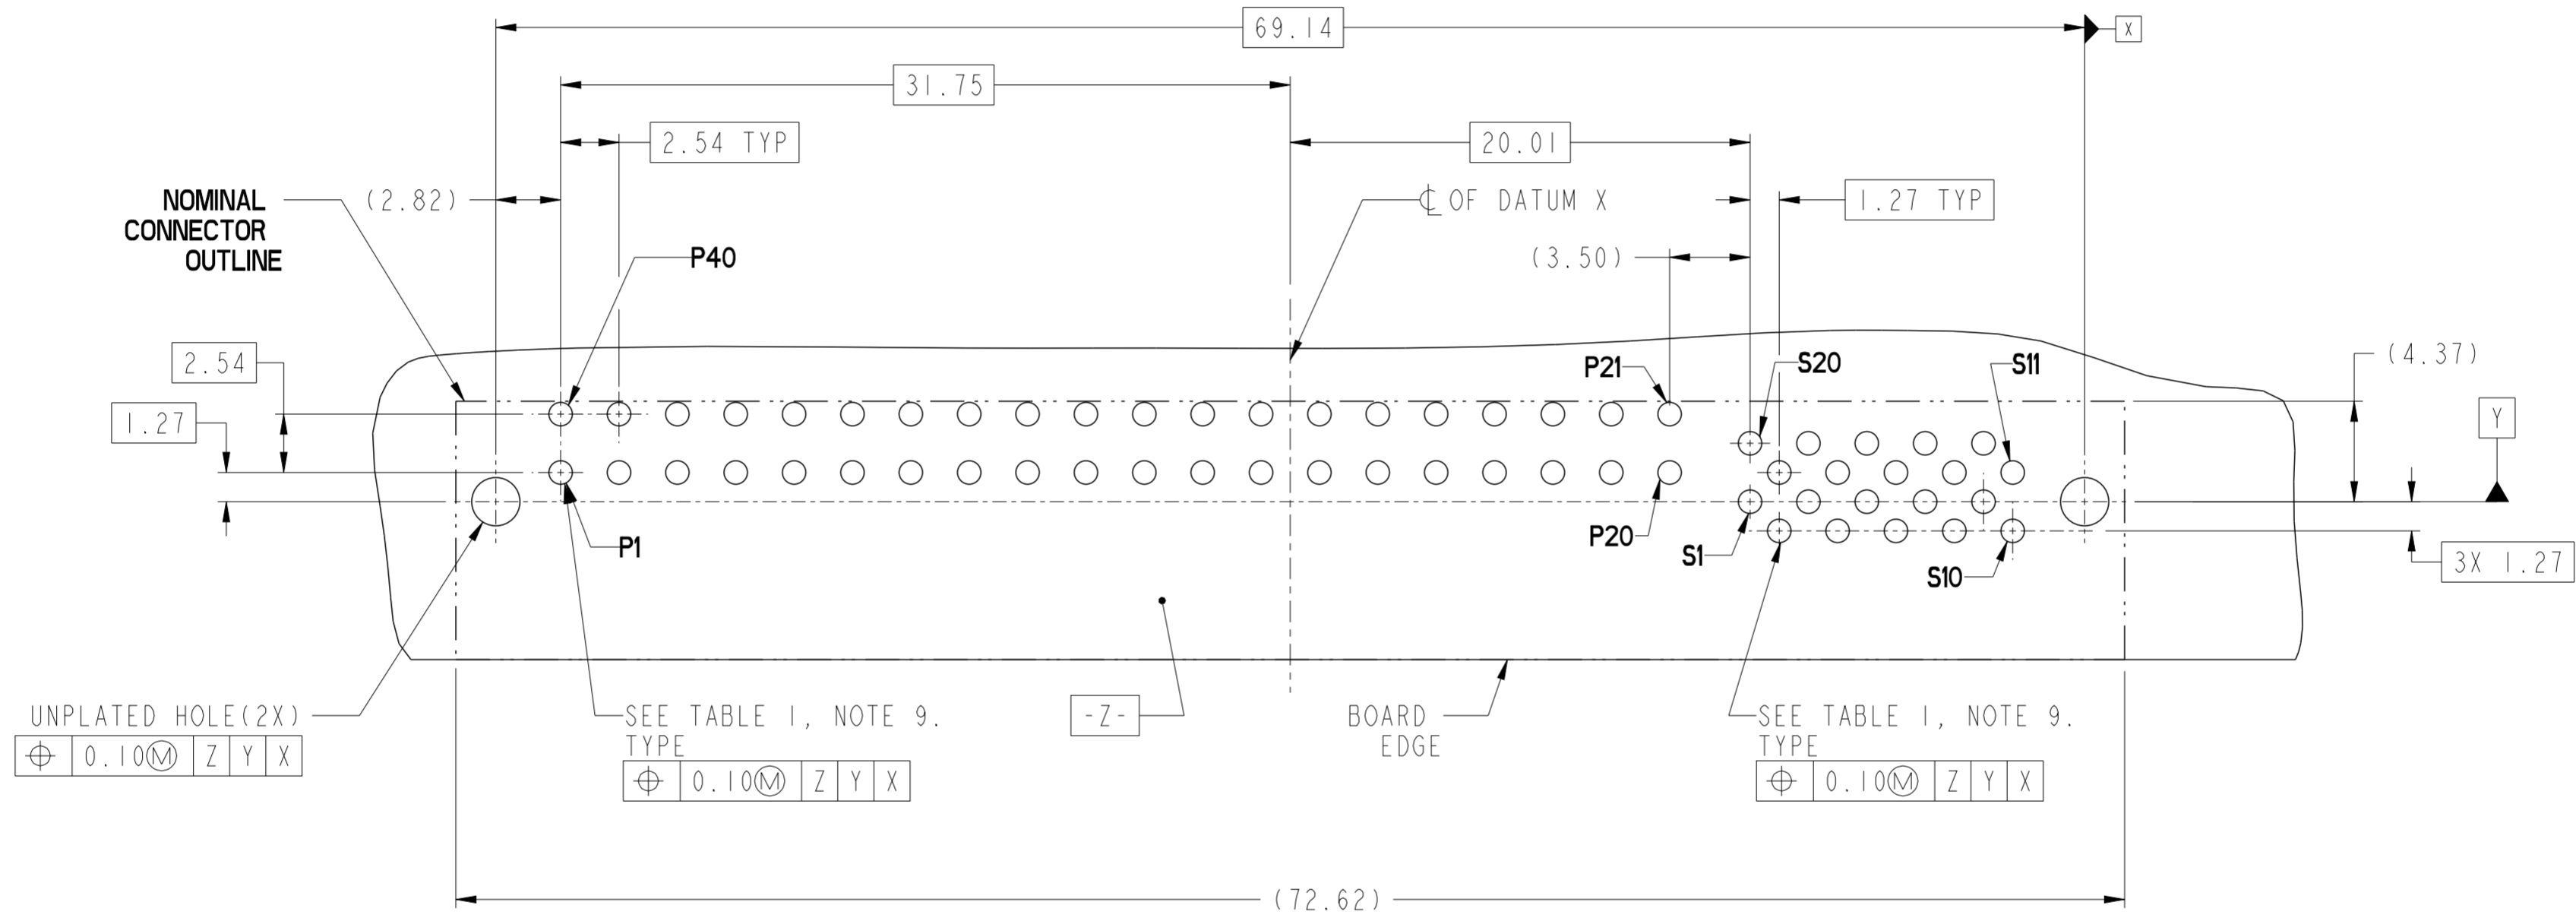 69.14
X
31.75
2.54 TYP
20.01
NOMINAL
CONNECTOR
OUTLINE
(2.82)
℄ OF DATUM X
1.27 TYP
P40
(3.50)
2.54
P21
S20
S11
(4.37)
1.27
Y
P1
P20
S1
S10
3X 1.27
UNPLATED HOLE(2X)
⌖ 0.10Ⓜ Z Y X
SEE TABLE 1, NOTE 9.
TYPE
⌖ 0.10Ⓜ Z Y X
-Z-
BOARD
EDGE
SEE TABLE 1, NOTE 9.
TYPE
⌖ 0.10Ⓜ Z Y X
(72.62)